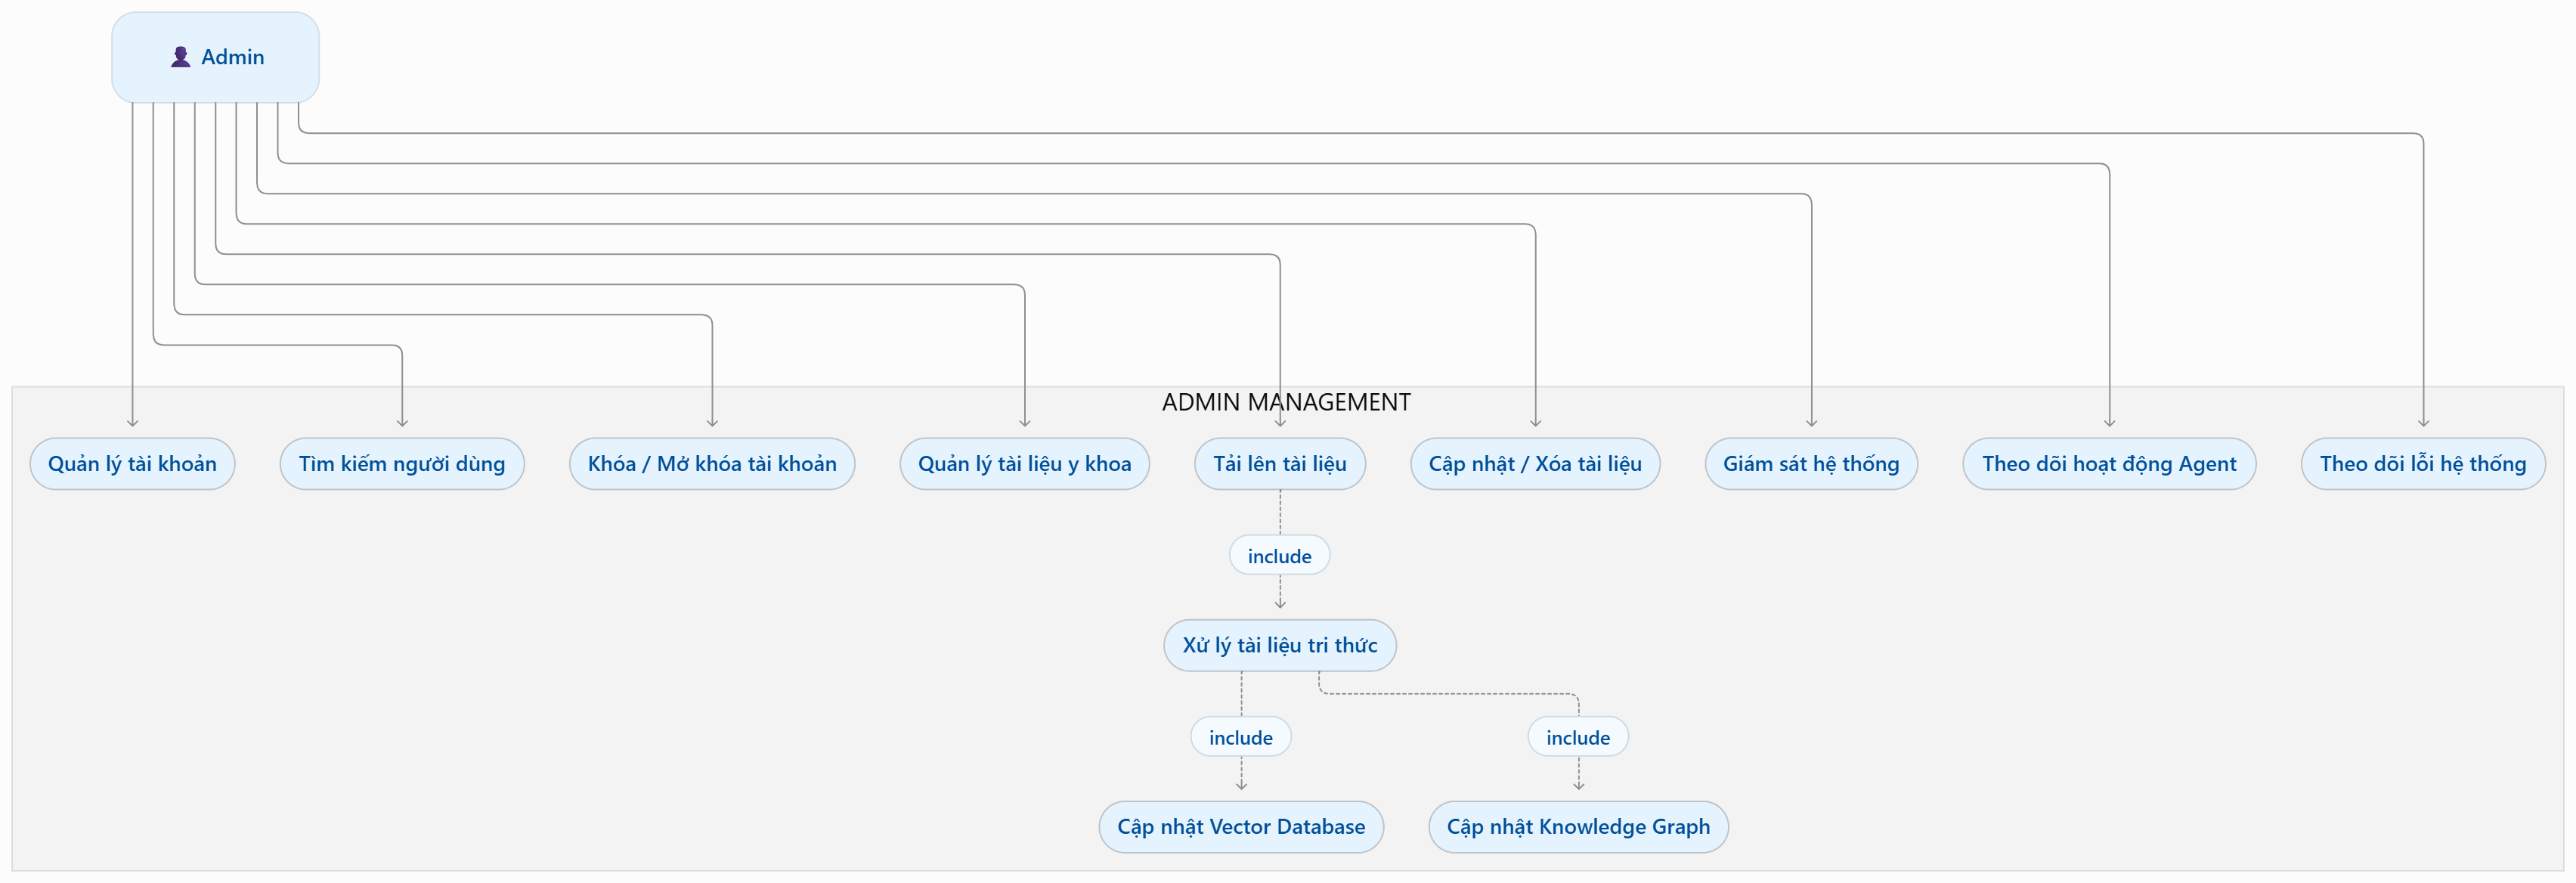 Admin
ADMIN MANAGEMENT
Quản lý tài khoản
Tìm kiếm người dùng
Khóa / Mở khóa tài khoản
Quản lý tài liệu y khoa
Tải lên tài liệu
Cập nhật / Xóa tài liệu
Giám sát hệ thống
Theo dõi hoạt động Agent
Theo dõi lỗi hệ thống
include
Xử lý tài liệu tri thức
include
include
Cập nhật Vector Database
Cập nhật Knowledge Graph